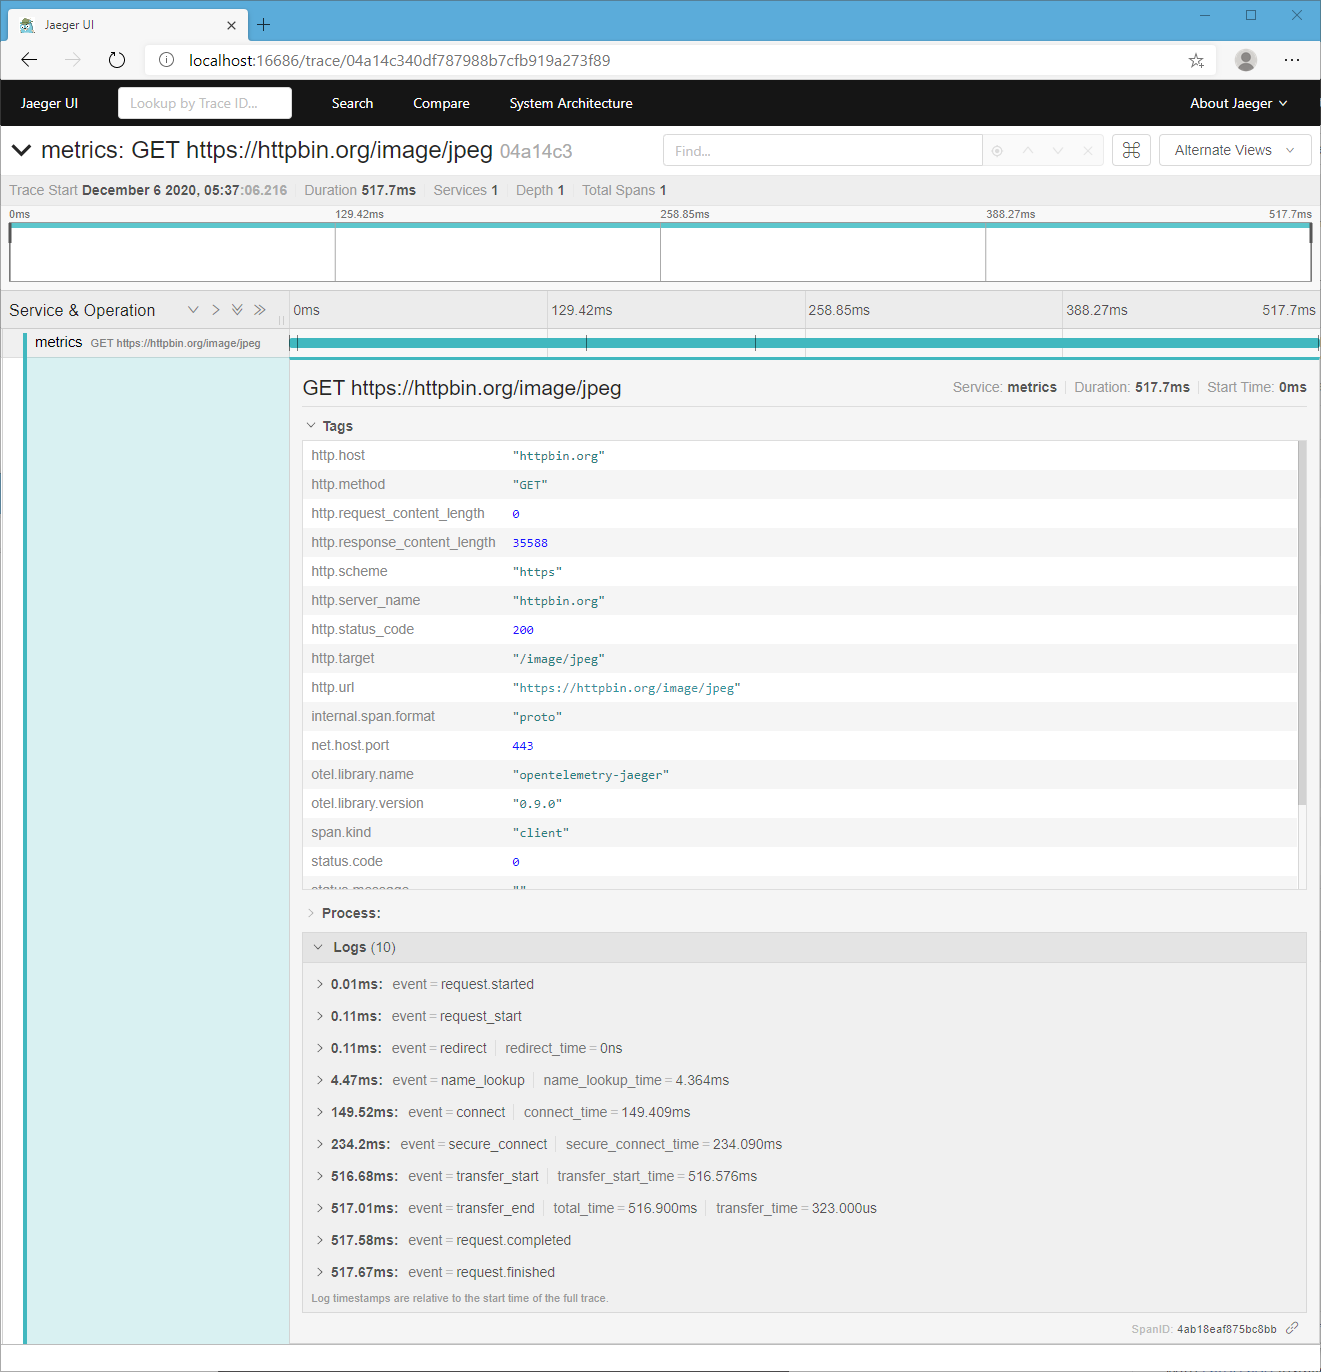 Jaeger UI
localhost:16686/trace/04a14c340df787988b7cfb919a273f89
Jaeger UI Lookup by Trace ID... Search Compare System Architecture About Jaeger
metrics: GET https://httpbin.org/image/jpeg 04a14c3 Find... Alternate Views
Trace Start December 6 2020, 05:37:06.216 Duration 517.7ms Services 1 Depth 1 Total Spans 1
0ms 129.42ms 258.85ms 388.27ms 517.7ms
Service & Operation 0ms 129.42ms 258.85ms 388.27ms 517.7ms
metrics GET https://httpbin.org/image/jpeg
GET https://httpbin.org/image/jpeg Service: metrics Duration: 517.7ms Start Time: 0ms
Tags
http.host "httpbin.org"
http.method "GET"
http.request_content_length 0
http.response_content_length 35588
http.scheme "https"
http.server_name "httpbin.org"
http.status_code 200
http.target "/image/jpeg"
http.url "https://httpbin.org/image/jpeg"
internal.span.format "proto"
net.host.port 443
otel.library.name "opentelemetry-jaeger"
otel.library.version "0.9.0"
span.kind "client"
status.code 0
status.message ""
Process:
Logs (10)
0.01ms: event = request.started
0.11ms: event = request_start
0.11ms: event = redirect redirect_time = 0ns
4.47ms: event = name_lookup name_lookup_time = 4.364ms
149.52ms: event = connect connect_time = 149.409ms
234.2ms: event = secure_connect secure_connect_time = 234.090ms
516.68ms: event = transfer_start transfer_start_time = 516.576ms
517.01ms: event = transfer_end total_time = 516.900ms transfer_time = 323.000us
517.58ms: event = request.completed
517.67ms: event = request.finished
Log timestamps are relative to the start time of the full trace.
SpanID: 4ab18eaf875bc8bb